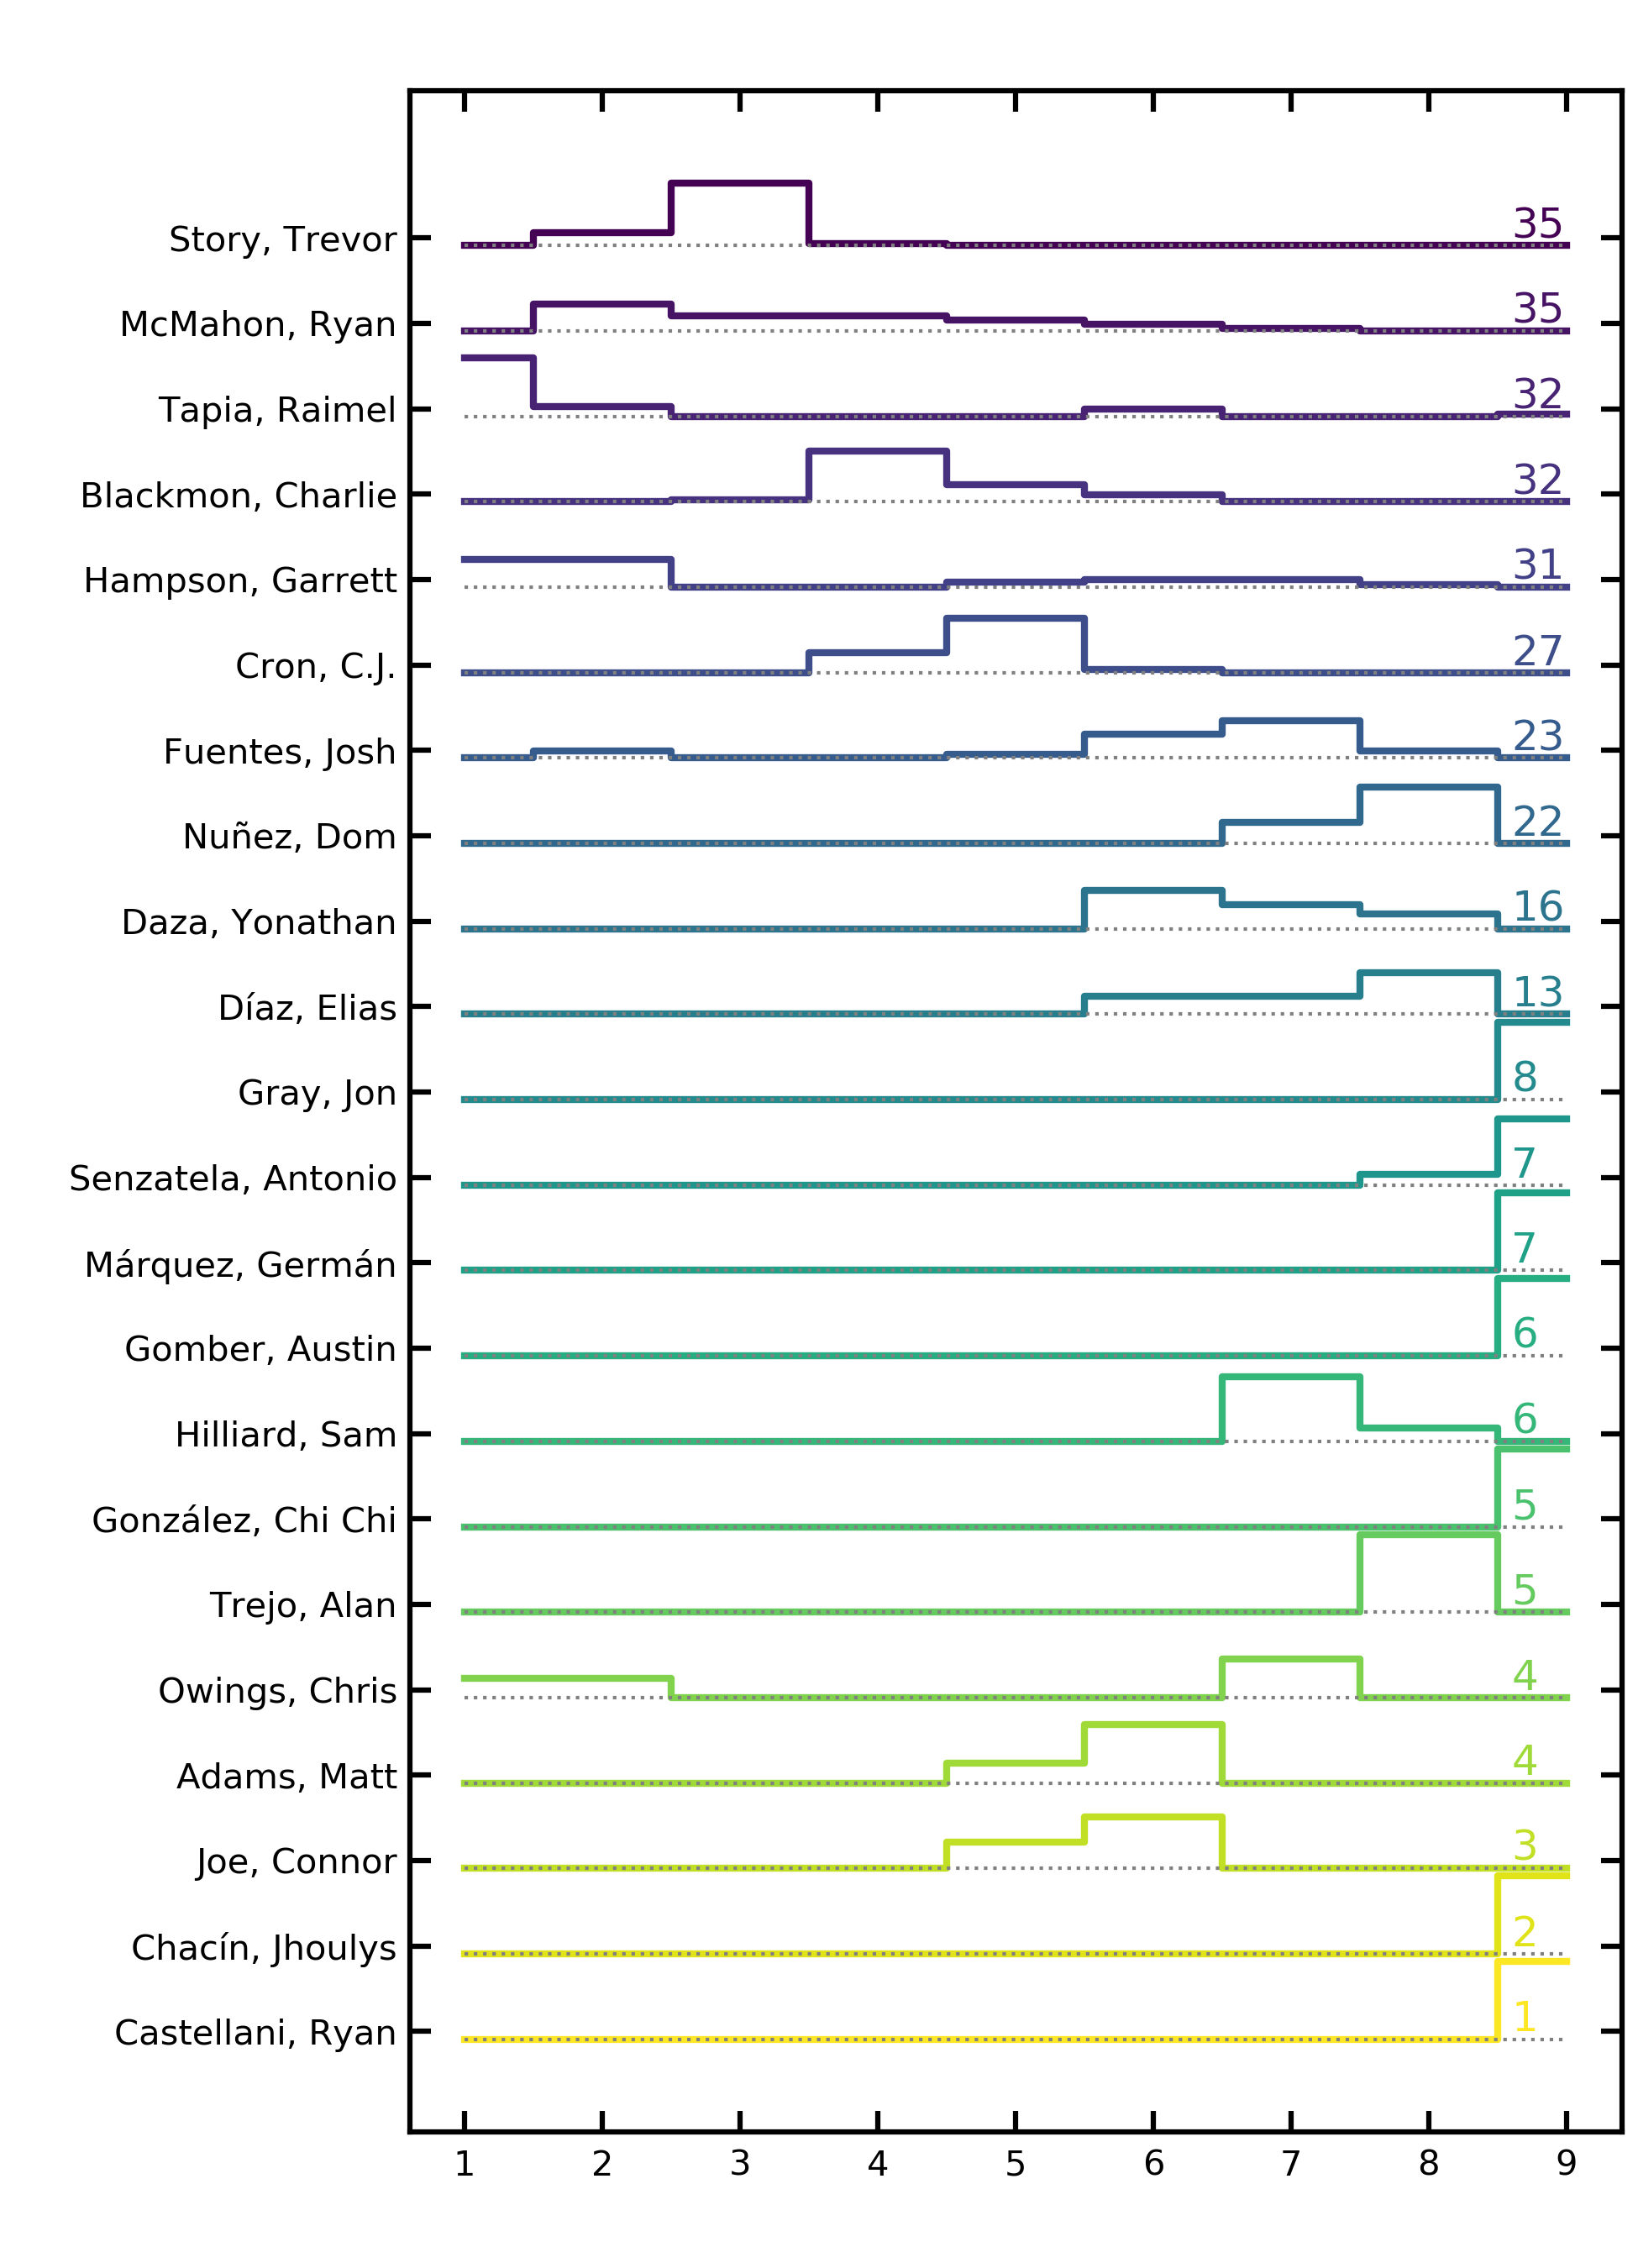 Story, Trevor 35
McMahon, Ryan 35
Tapia, Raimel 32
Blackmon, Charlie 32
Hampson, Garrett 31
Cron, C.J. 27
Fuentes, Josh 23
Nuñez, Dom 22
Daza, Yonathan 16
Díaz, Elias 13
Gray, Jon 8
Senzatela, Antonio 7
Márquez, Germán 7
Gomber, Austin 6
Hilliard, Sam 6
González, Chi Chi 5
Trejo, Alan 5
Owings, Chris 4
Adams, Matt 4
Joe, Connor 3
Chacín, Jhoulys 2
Castellani, Ryan 1
1 2 3 4 5 6 7 8 9